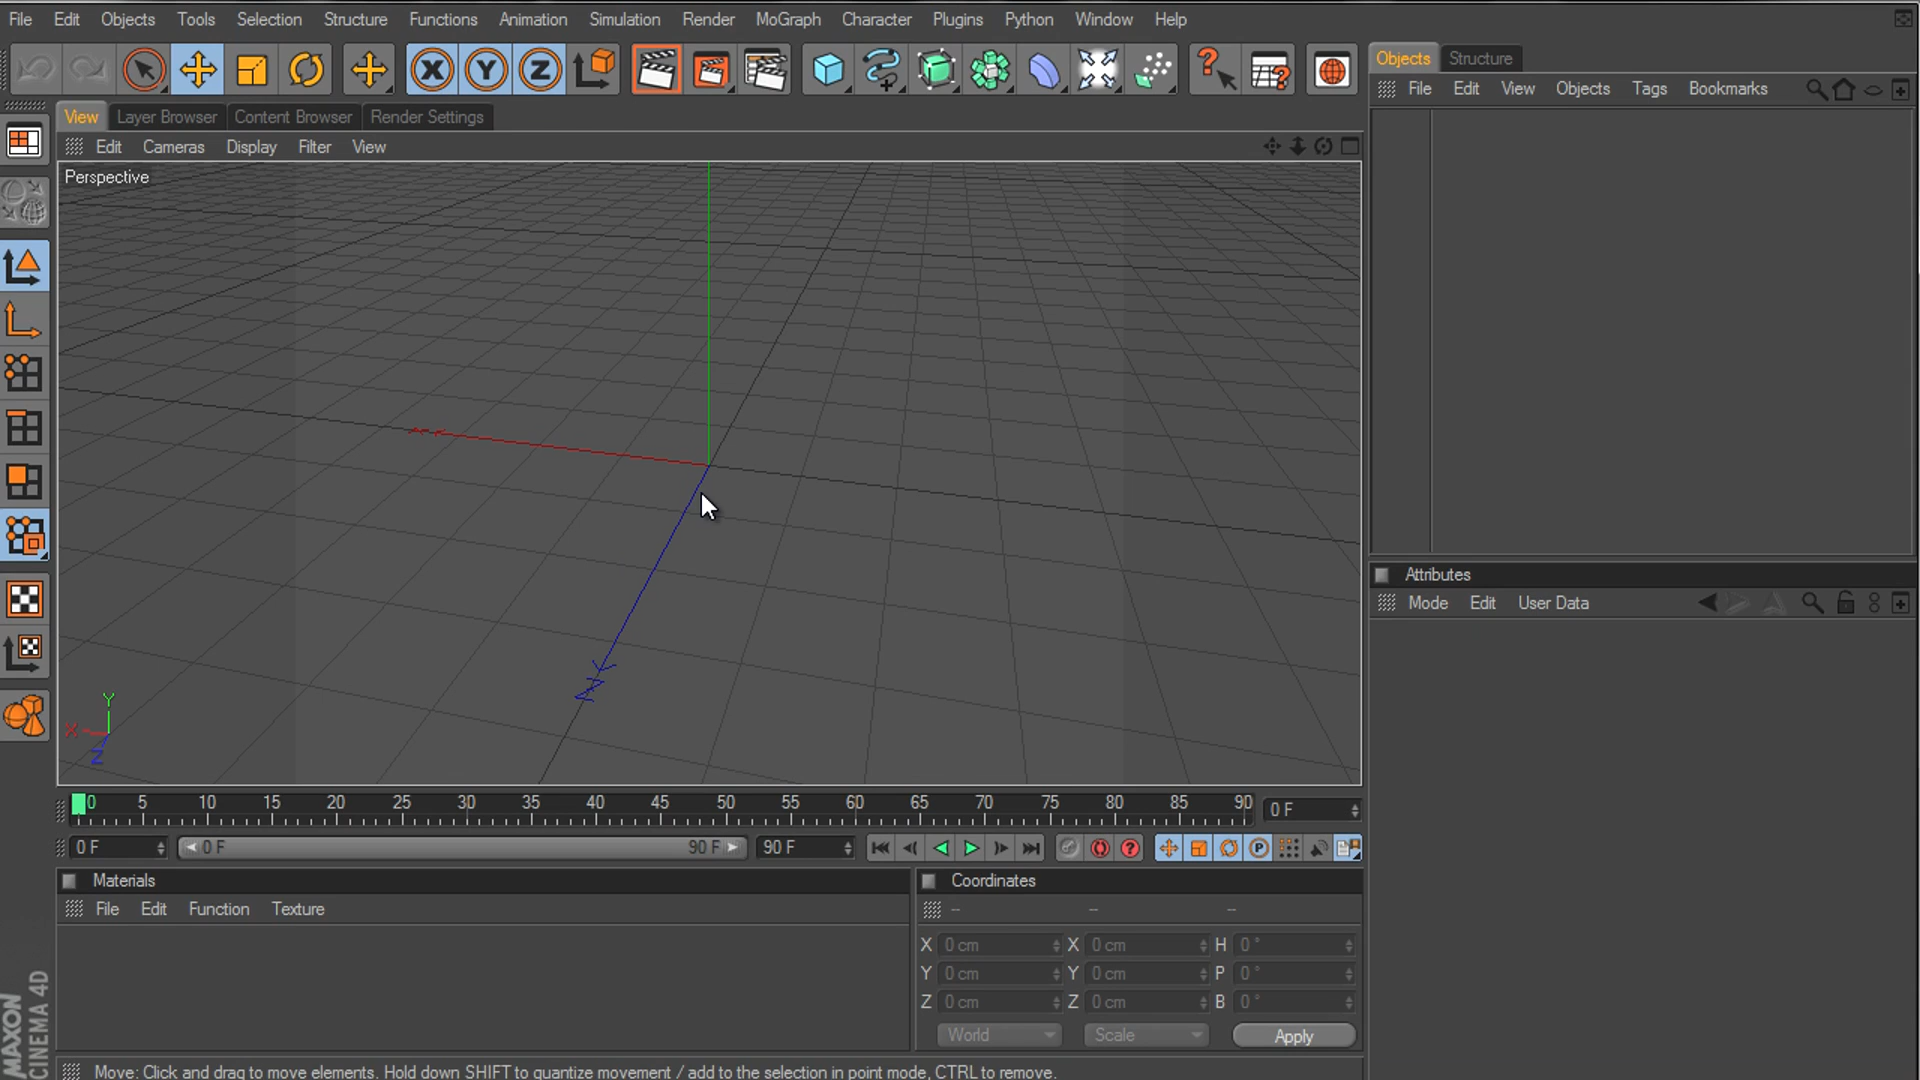 File Edit Objects Tools Selection Structure Functions Animation Simulation Render MoGraph Character Plugins Python Window Help
X Y Z
Objects Structure
File Edit View Objects Tags Bookmarks
View Layer Browser Content Browser Render Settings
Edit Cameras Display Filter View
Perspective
Y
X
Z
Attributes
Mode Edit User Data
0 5 10 15 20 25 30 35 40 45 50 55 60 65 70 75 80 85 90 0 F
0 F 0 F 90 F 90 F
Materials
File Edit Function Texture
Coordinates
-- -- --
X 0 cm X 0 cm H 0 °
Y 0 cm Y 0 cm P 0 °
Z 0 cm Z 0 cm B 0 °
World Scale Apply
MAXON
CINEMA 4D
Move: Click and drag to move elements. Hold down SHIFT to quantize movement / add to the selection in point mode, CTRL to remove.